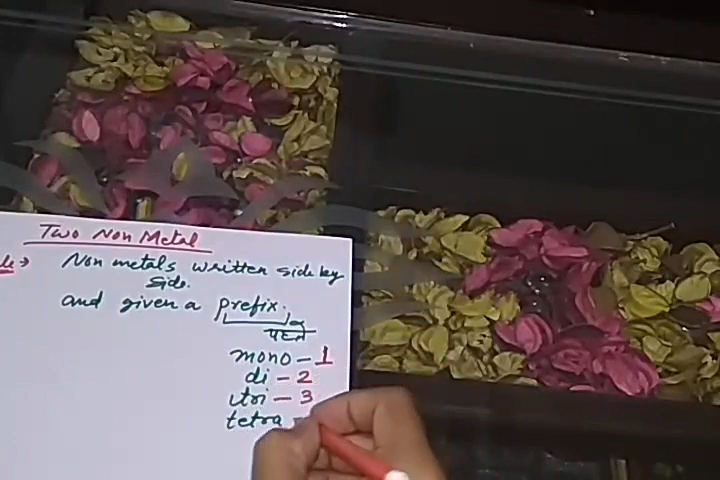 Two Non Metal
Non metals written side by
side.
and given a prefix.
पहले
mono - 1
di - 2
tri - 3
tetra -